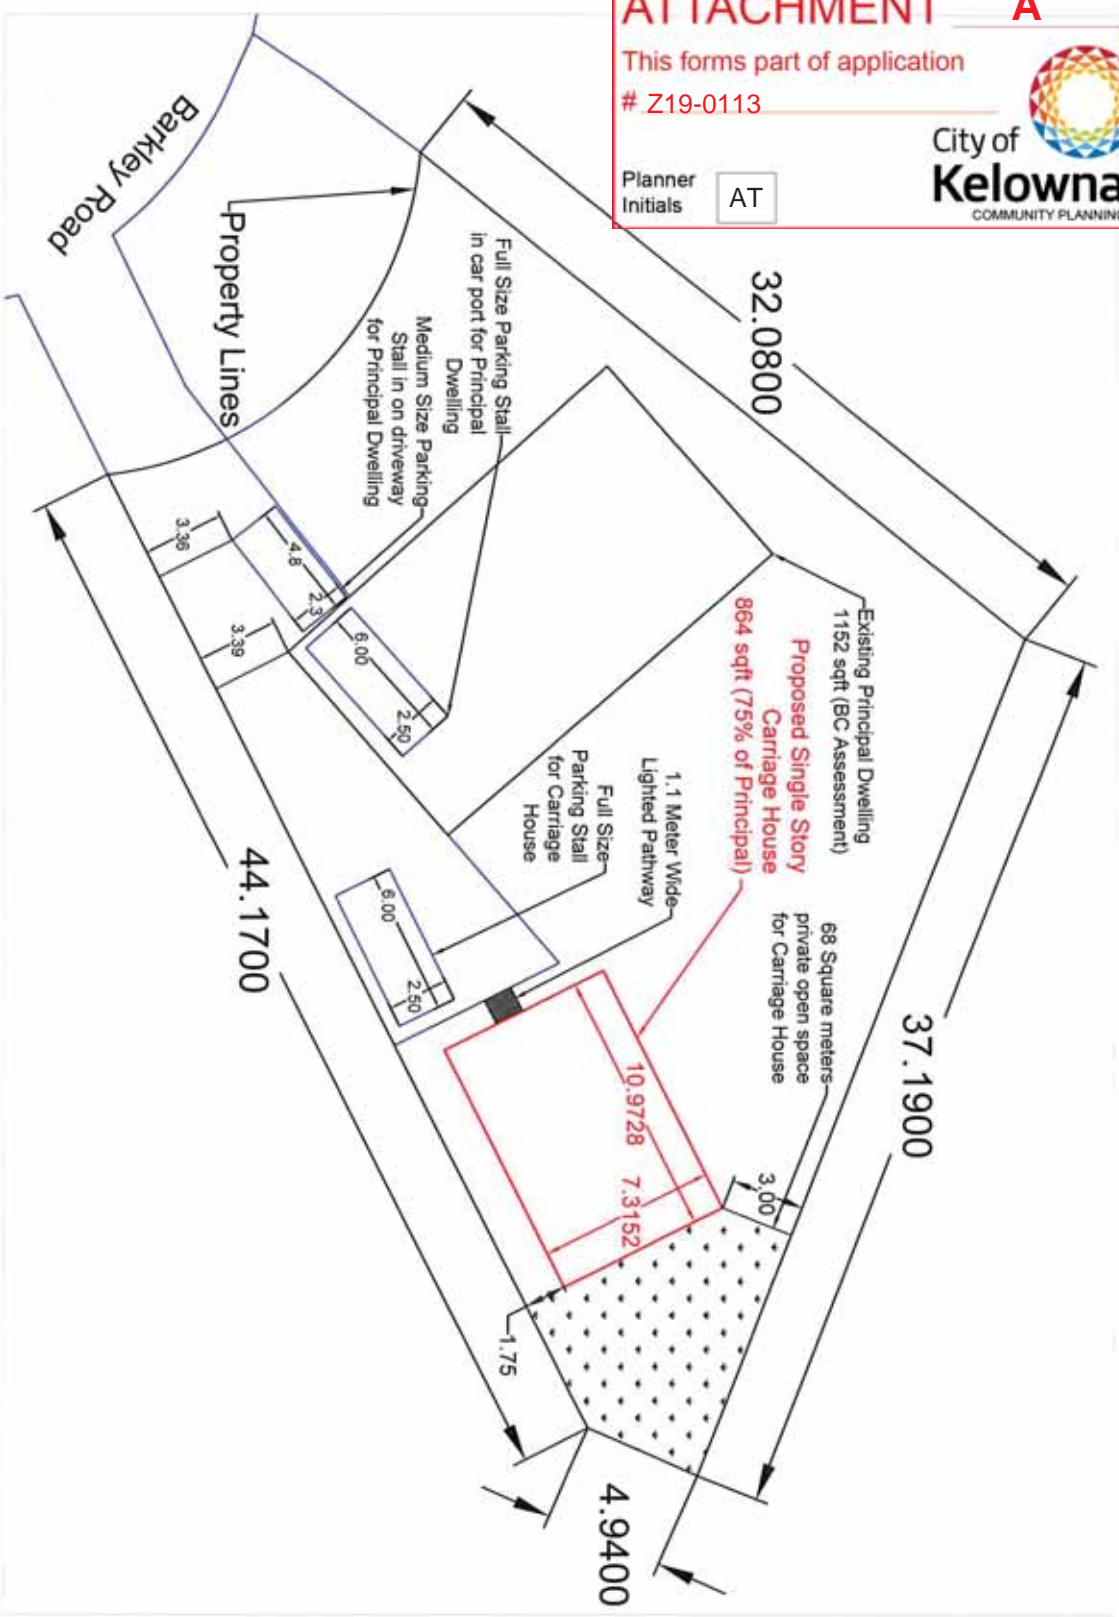 ATTACHMENT A
This forms part of application
# Z19-0113
City of
Kelowna
COMMUNITY PLANNING
Planner
Initials
AT
Barkley Road
Property Lines
Full Size Parking Stall
in car port for Principal
Dwelling
Medium Size Parking
Stall in on driveway
for Principal Dwelling
32.0800
Existing Principal Dwelling
1152 sqft (BC Assessment)
Proposed Single Story
Carriage House
864 sqft (75% of Principal)
68 Square meters
private open space
for Carriage House
1.1 Meter Wide
Lighted Pathway
Full Size
Parking Stall
for Carriage
House
37.1900
3.36
4.8
2.3
3.39
6.00
2.50
6.00
2.50
44.1700
10.9728
7.3152
3.00
1.75
4.9400